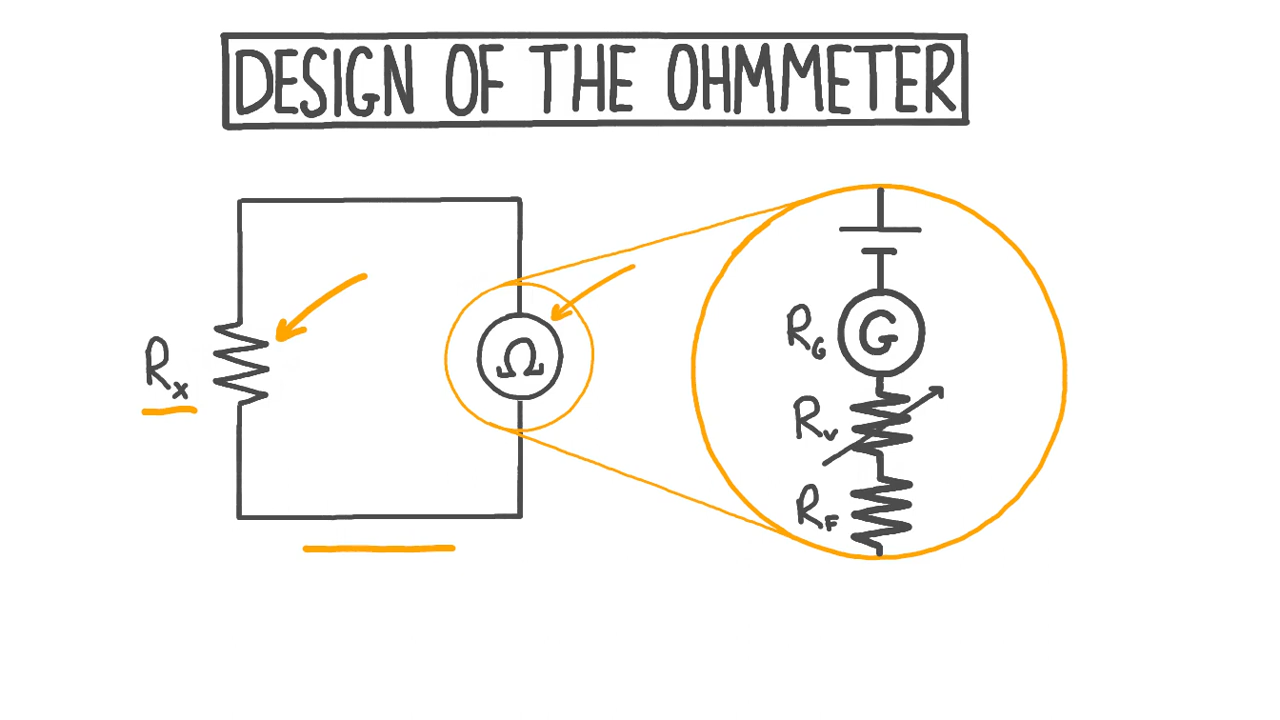 DESIGN OF THE OHMMETER
Rx
Ω
RG
G
RV
RF